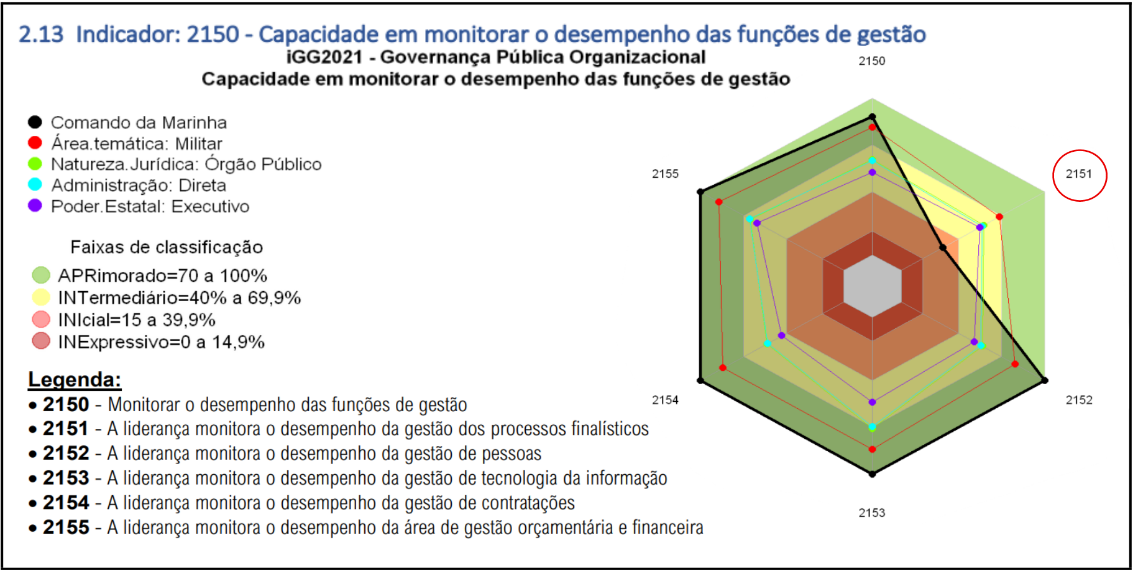 2.13 Indicador: 2150 - Capacidade em monitorar o desempenho das funções de gestão
iGG2021 - Governança Pública Organizacional
Capacidade em monitorar o desempenho das funções de gestão
Comando da Marinha
Área.temática: Militar
Natureza.Jurídica: Órgão Público
Administração: Direta
Poder.Estatal: Executivo
Faixas de classificação
APRimorado=70 a 100%
INTermediário=40% a 69,9%
INIcial=15 a 39,9%
INExpressivo=0 a 14,9%
Legenda:
• 2150 - Monitorar o desempenho das funções de gestão
• 2151 - A liderança monitora o desempenho da gestão dos processos finalísticos
• 2152 - A liderança monitora o desempenho da gestão de pessoas
• 2153 - A liderança monitora o desempenho da gestão de tecnologia da informação
• 2154 - A liderança monitora o desempenho da gestão de contratações
• 2155 - A liderança monitora o desempenho da área de gestão orçamentária e financeira
2150
2151
2152
2153
2154
2155